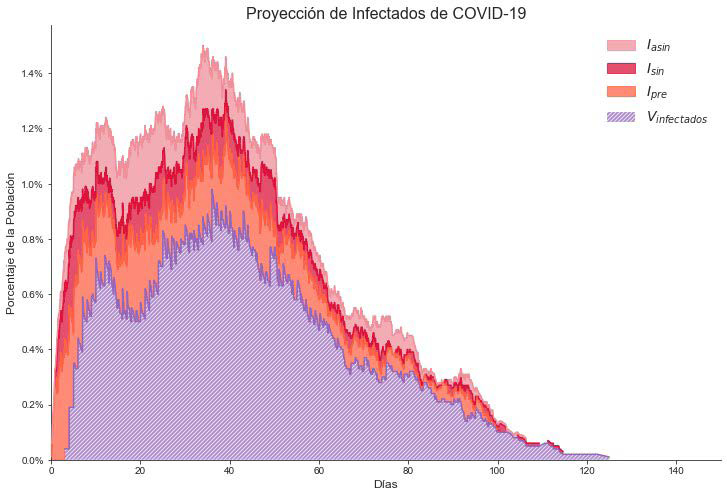 Proyección de Infectados de COVID-19
I_asin
I_sin
I_pre
V_infectados
Porcentaje de la Población
1.4%
1.2%
1.0%
0.8%
0.6%
0.4%
0.2%
0.0%
0 20 40 60 80 100 120 140
Días